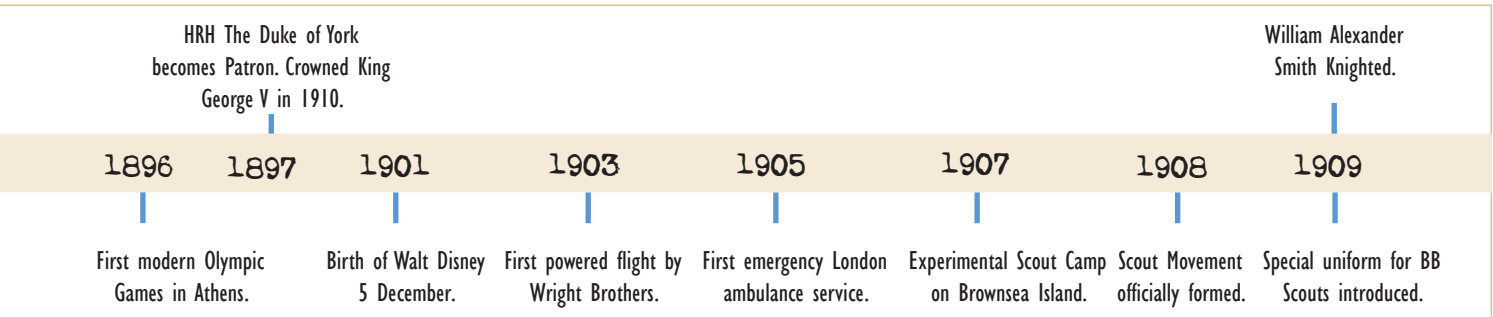 HRH The Duke of York
becomes Patron. Crowned King
George V in 1910.
William Alexander
Smith Knighted.
1896 1897 1901 1903 1905 1907 1908 1909
First modern Olympic
Games in Athens.
Birth of Walt Disney
5 December.
First powered flight by
Wright Brothers.
First emergency London
ambulance service.
Experimental Scout Camp
on Brownsea Island.
Scout Movement
officially formed.
Special uniform for BB
Scouts introduced.